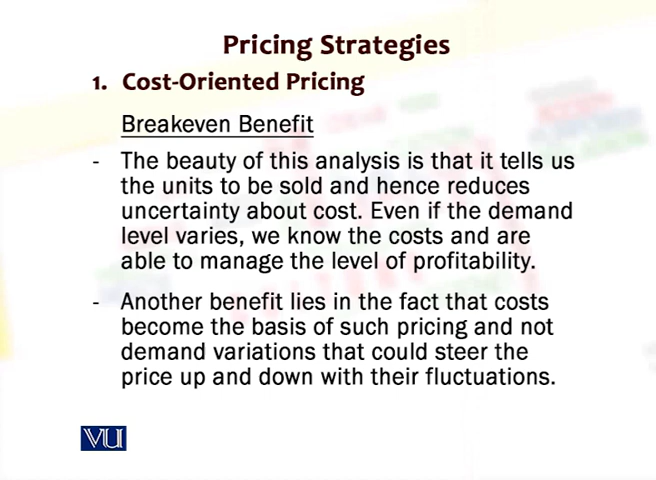 Pricing Strategies
1. Cost-Oriented Pricing
Breakeven Benefit
- The beauty of this analysis is that it tells us
the units to be sold and hence reduces
uncertainty about cost. Even if the demand
level varies, we know the costs and are
able to manage the level of profitability.
- Another benefit lies in the fact that costs
become the basis of such pricing and not
demand variations that could steer the
price up and down with their fluctuations.
VU